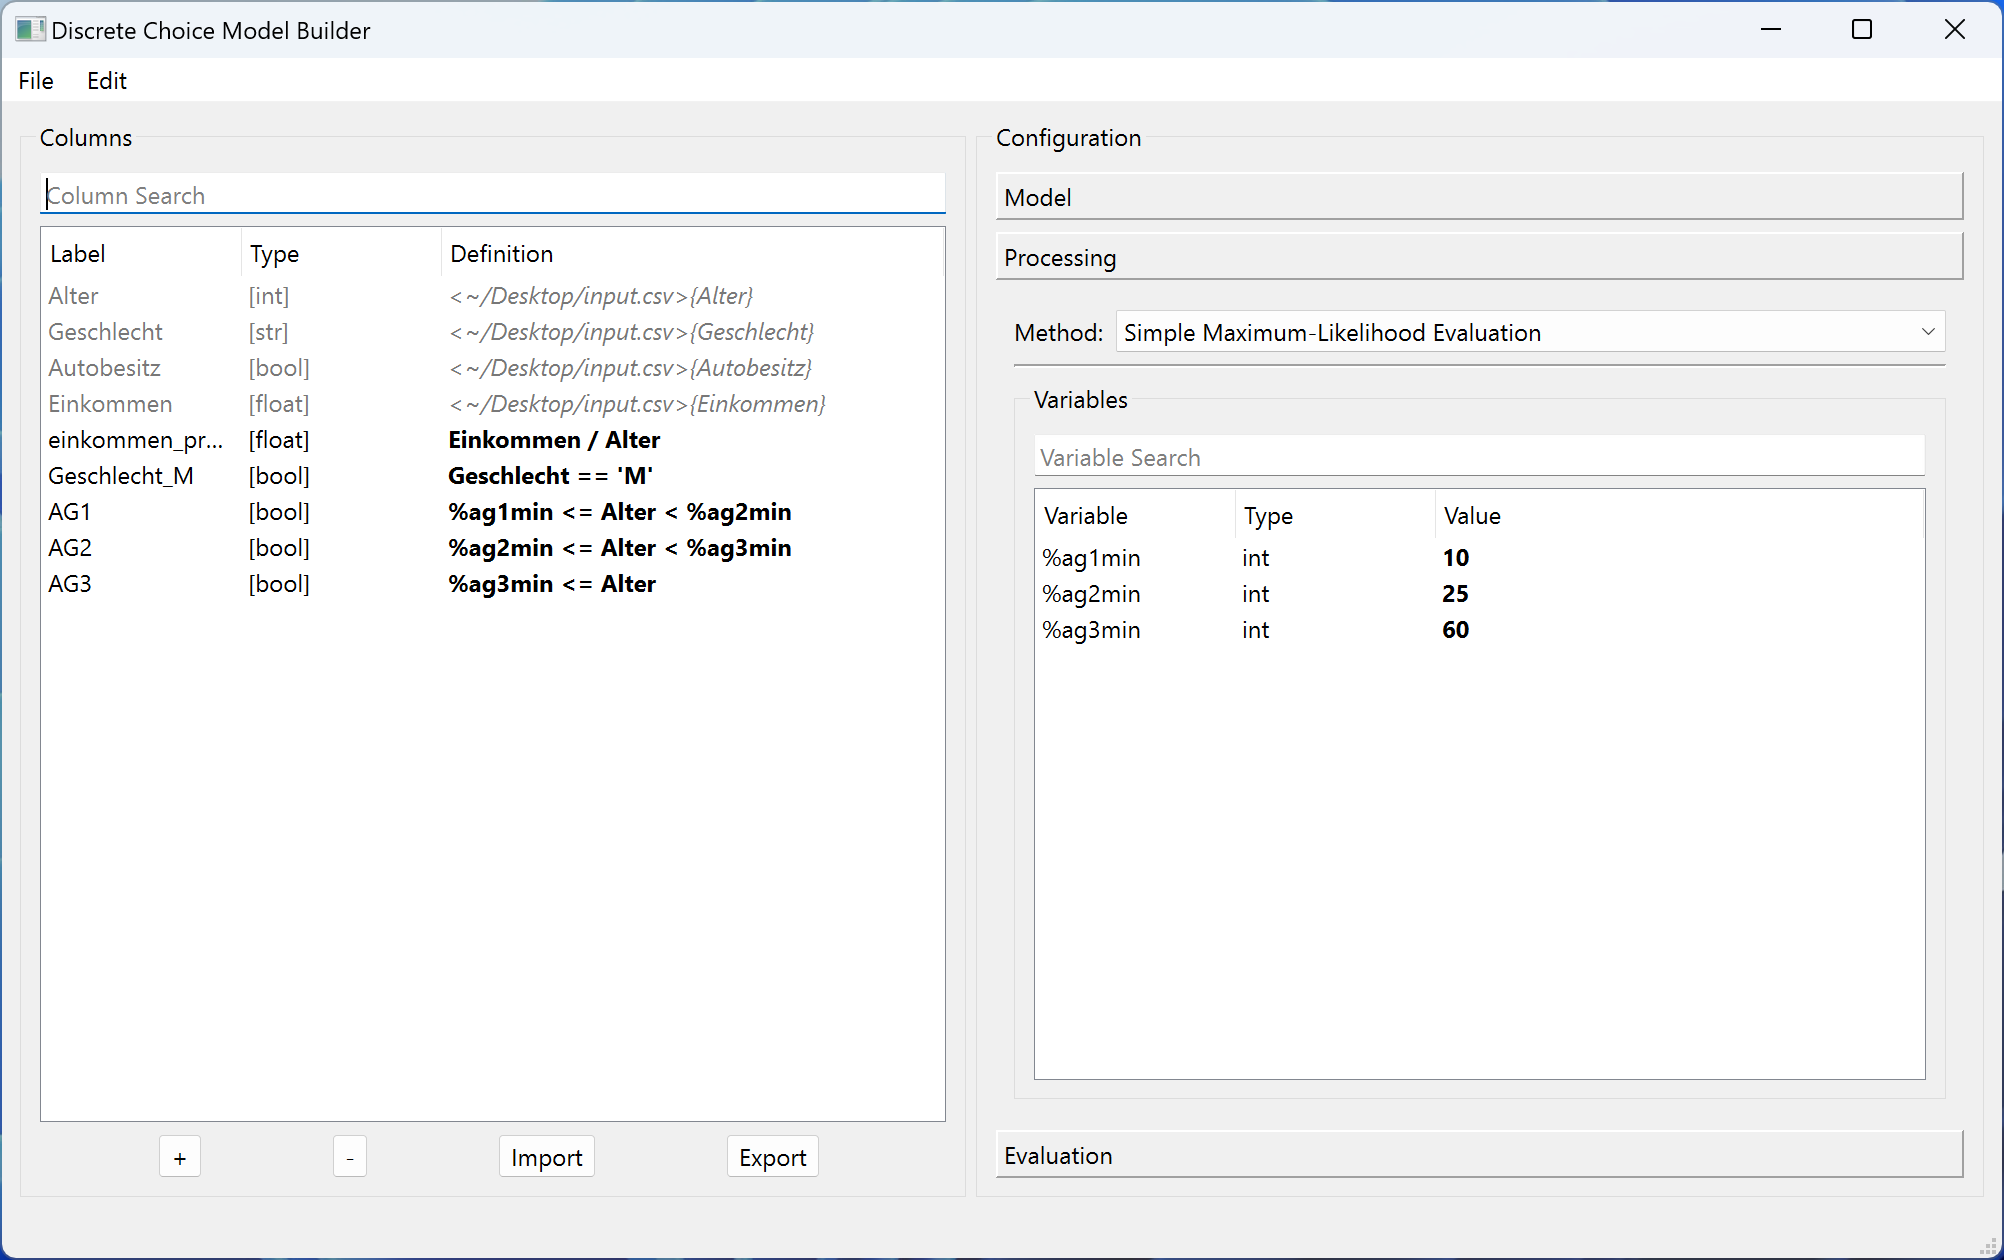 Discrete Choice Model Builder
File Edit
Columns
Column Search
Label Type Definition
Alter [int] <~/Desktop/input.csv>{Alter}
Geschlecht [str] <~/Desktop/input.csv>{Geschlecht}
Autobesitz [bool] <~/Desktop/input.csv>{Autobesitz}
Einkommen [float] <~/Desktop/input.csv>{Einkommen}
einkommen_pr... [float] Einkommen / Alter
Geschlecht_M [bool] Geschlecht == 'M'
AG1 [bool] %ag1min <= Alter < %ag2min
AG2 [bool] %ag2min <= Alter < %ag3min
AG3 [bool] %ag3min <= Alter
+ - Import Export
Configuration
Model
Processing
Method: Simple Maximum-Likelihood Evaluation
Variables
Variable Search
Variable Type Value
%ag1min int 10
%ag2min int 25
%ag3min int 60
Evaluation